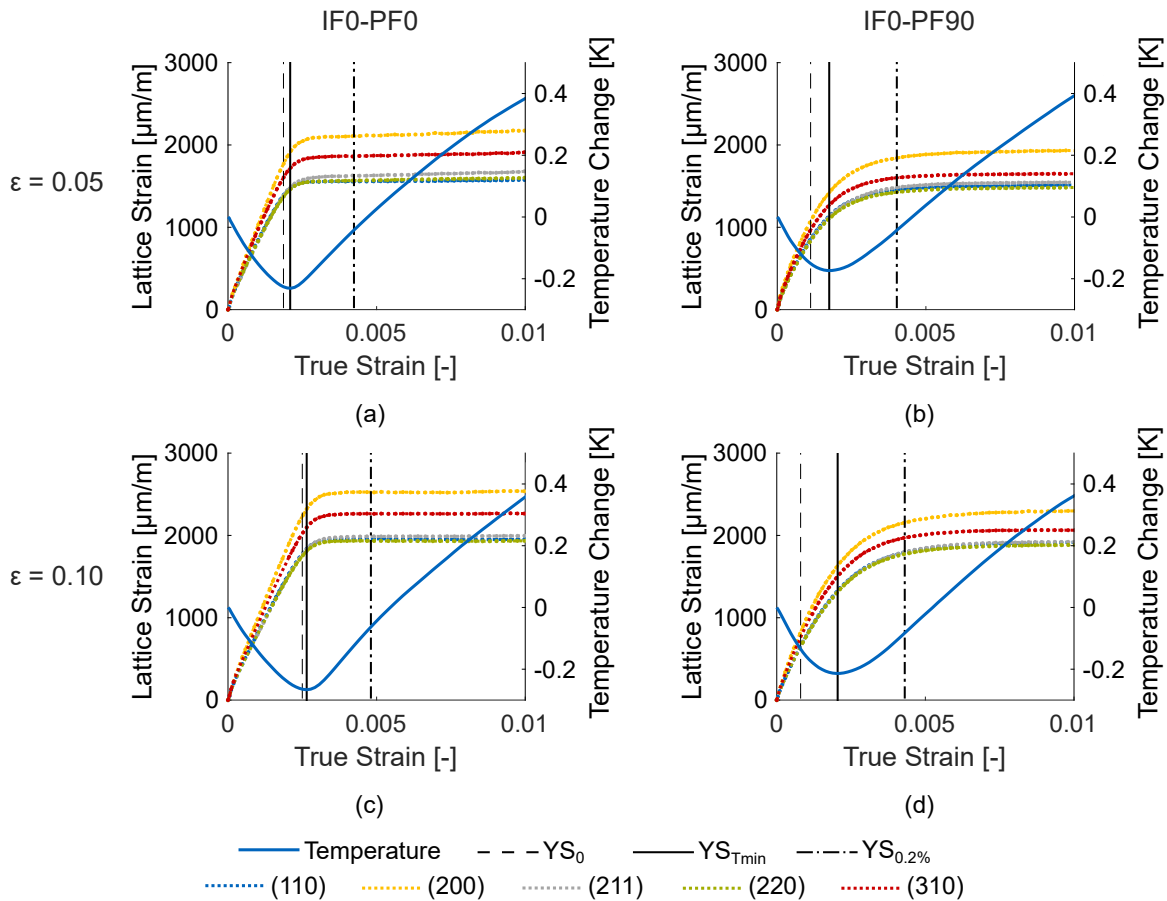 IF0-PF0
IF0-PF90
ε = 0.05
Lattice Strain [µm/m]
3000
2000
1000
0
0.4
0.2
0
-0.2
Temperature Change [K]
0
0.005
0.01
True Strain [-]
(a)
Lattice Strain [µm/m]
3000
2000
1000
0
0.4
0.2
0
-0.2
Temperature Change [K]
0
0.005
0.01
True Strain [-]
(b)
ε = 0.10
Lattice Strain [µm/m]
3000
2000
1000
0
0.4
0.2
0
-0.2
Temperature Change [K]
0
0.005
0.01
True Strain [-]
(c)
Lattice Strain [µm/m]
3000
2000
1000
0
0.4
0.2
0
-0.2
Temperature Change [K]
0
0.005
0.01
True Strain [-]
(d)
Temperature YS0 YSTmin YS0.2%
(110) (200) (211) (220) (310)